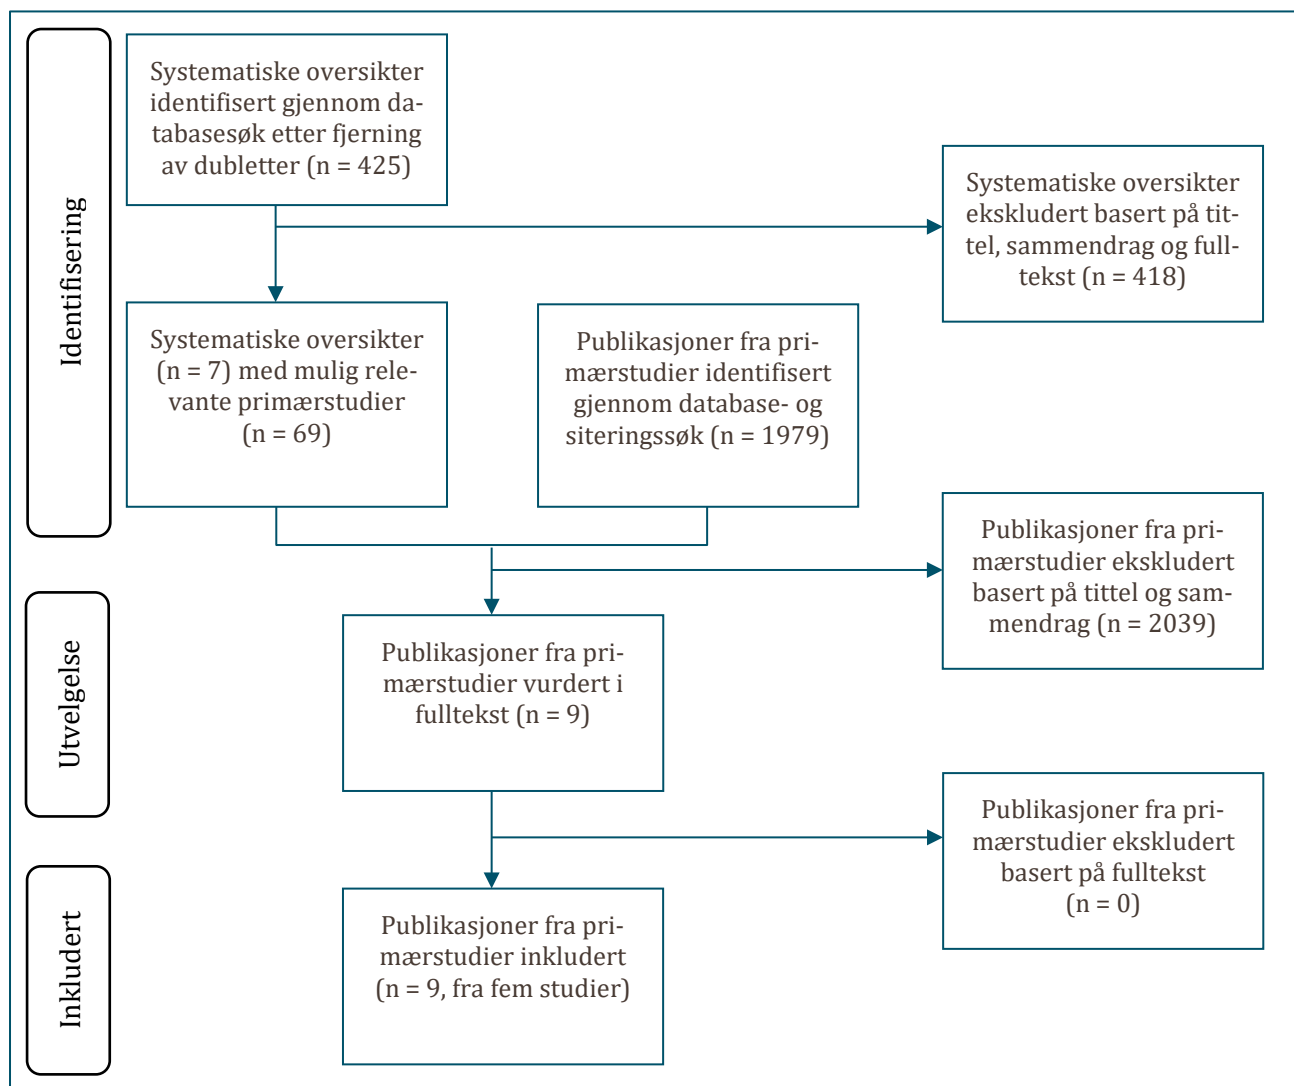 Identifisering
Systematiske oversikter
identifisert gjennom da-
tabasesøk etter fjerning
av dubletter (n = 425)
Systematiske oversikter
ekskludert basert på tit-
tel, sammendrag og full-
tekst (n = 418)
Systematiske oversikter
(n = 7) med mulig rele-
vante primærstudier
(n = 69)
Publikasjoner fra pri-
mærstudier identifisert
gjennom database- og
siteringssøk (n = 1979)
Utvelgelse
Publikasjoner fra pri-
mærstudier ekskludert
basert på tittel og sam-
mendrag (n = 2039)
Publikasjoner fra pri-
mærstudier vurdert i
fulltekst (n = 9)
Publikasjoner fra pri-
mærstudier ekskludert
basert på fulltekst
(n = 0)
Inkludert
Publikasjoner fra pri-
mærstudier inkludert
(n = 9, fra fem studier)